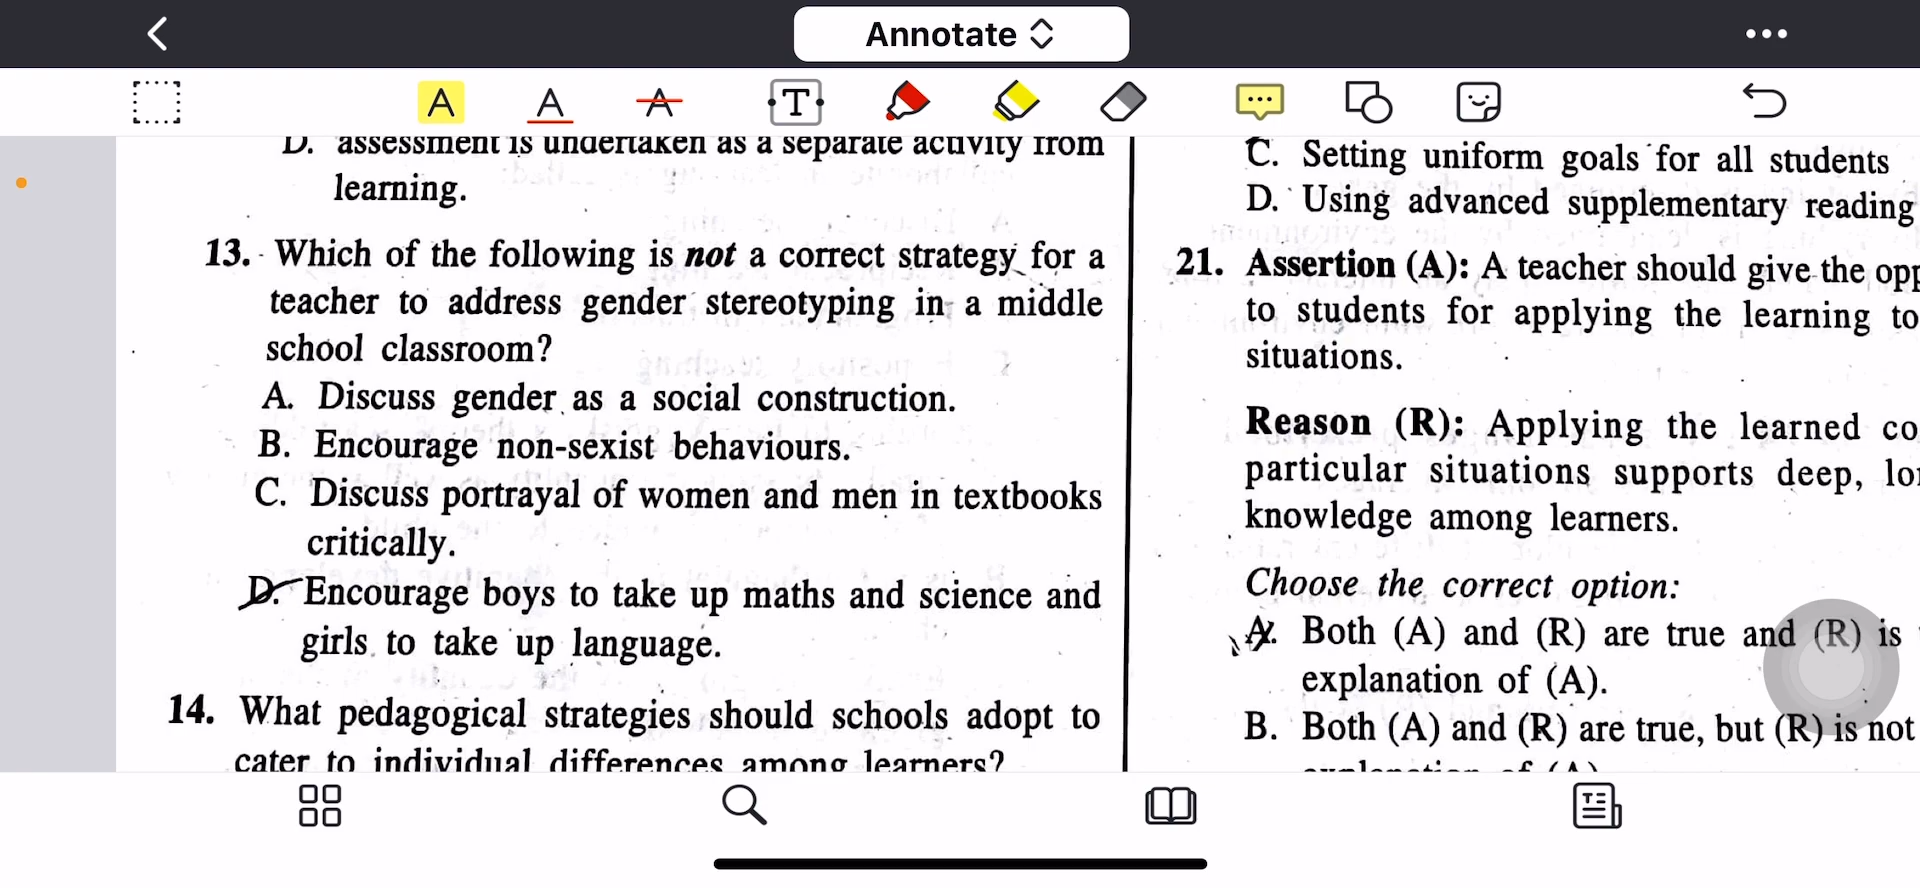 Annotate
D. assessment is undertaken as a separate activity from
learning.
13. Which of the following is not a correct strategy for a
teacher to address gender stereotyping in a middle
school classroom?
A. Discuss gender as a social construction.
B. Encourage non-sexist behaviours.
C. Discuss portrayal of women and men in textbooks
critically.
D. Encourage boys to take up maths and science and
girls to take up language.
14. What pedagogical strategies should schools adopt to
cater to individual differences among learners?
C. Setting uniform goals for all students
D. Using advanced supplementary reading
21. Assertion (A): A teacher should give the opp
to students for applying the learning to
situations.
Reason (R): Applying the learned co
particular situations supports deep, lo
knowledge among learners.
Choose the correct option:
A. Both (A) and (R) are true and (R) is
explanation of (A).
B. Both (A) and (R) are true, but (R) is not
explanation of (A)